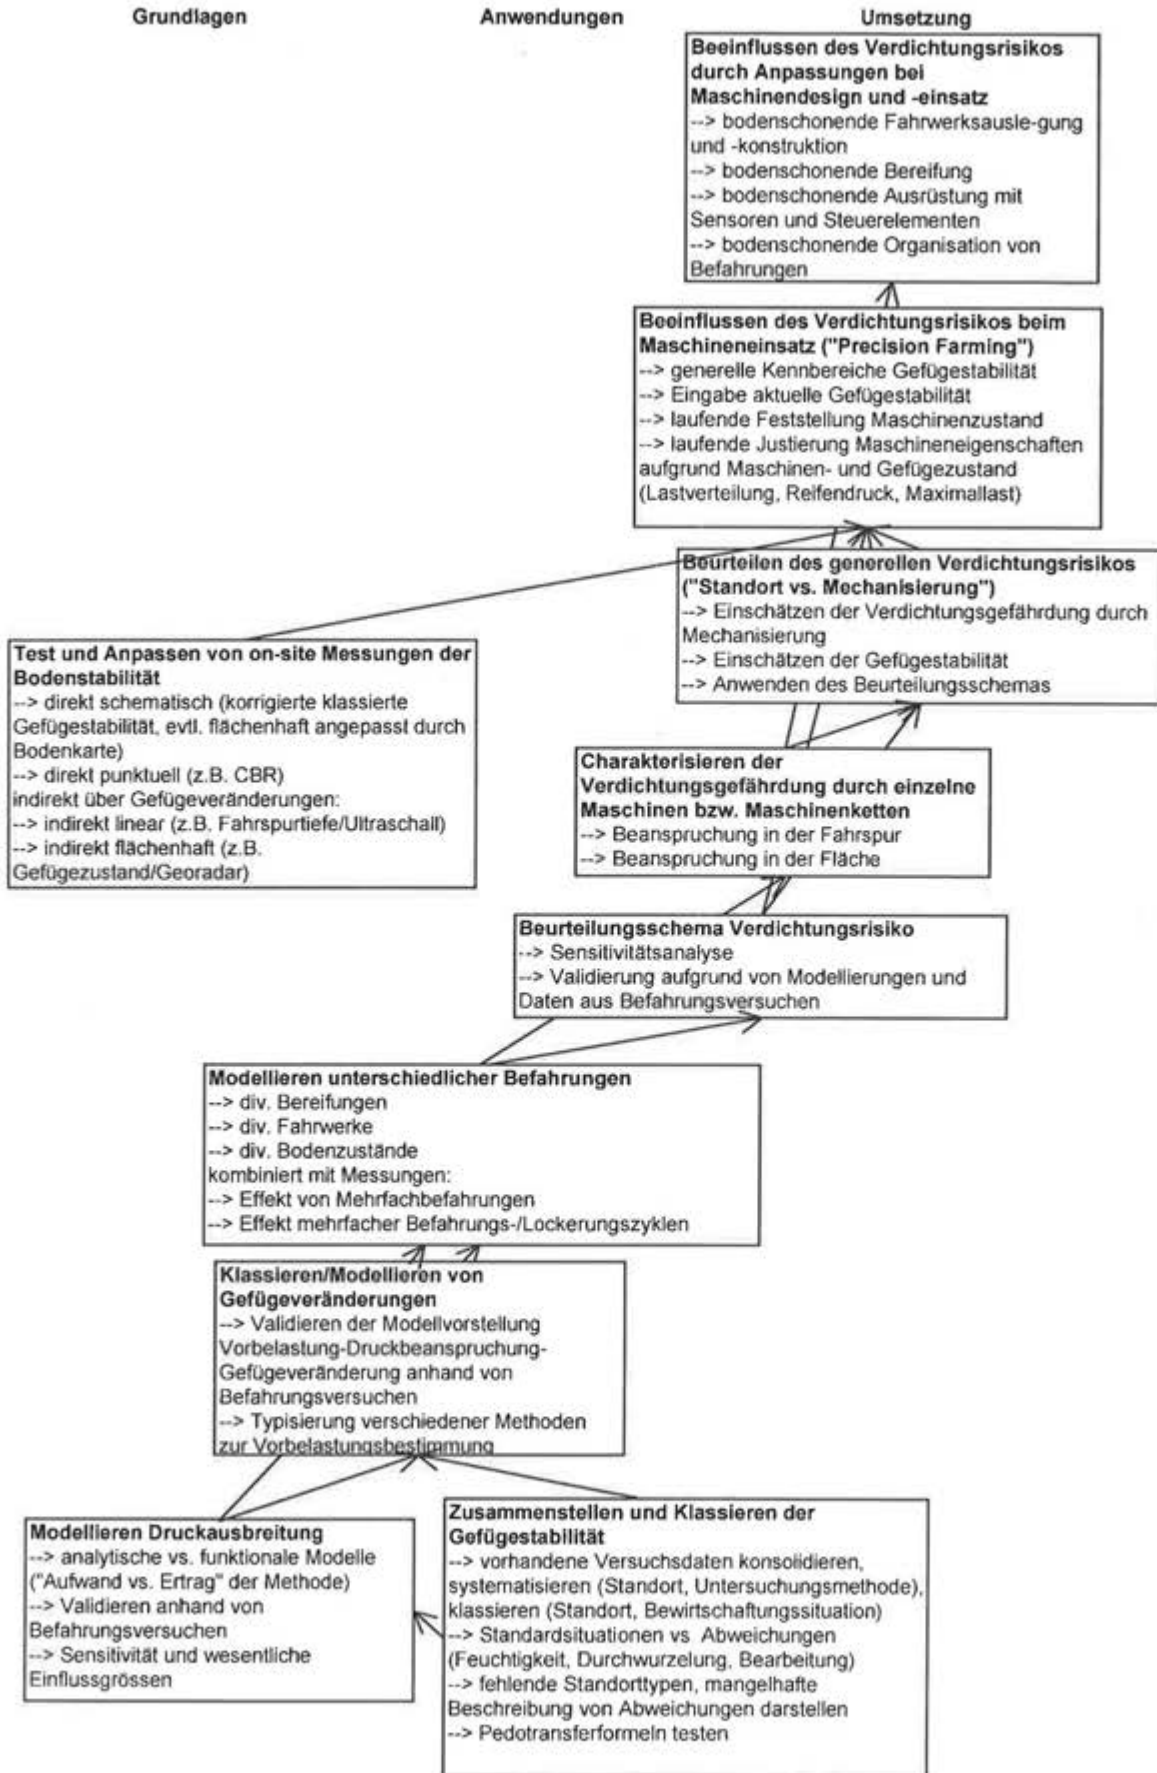 Grundlagen Anwendungen Umsetzung
Beeinflussen des Verdichtungsrisikos
durch Anpassungen bei
Maschinendesign und -einsatz
--> bodenschonende Fahrwerksausle-gung
und -konstruktion
--> bodenschonende Bereifung
--> bodenschonende Ausrüstung mit
Sensoren und Steuerelementen
--> bodenschonende Organisation von
Befahrungen
Beeinflussen des Verdichtungsrisikos beim
Maschineneinsatz ("Precision Farming")
--> generelle Kennbereiche Gefügestabilität
--> Eingabe aktuelle Gefügestabilität
--> laufende Feststellung Maschinenzustand
--> laufende Justierung Maschineneigenschaften
aufgrund Maschinen- und Gefügezustand
(Lastverteilung, Reifendruck, Maximallast)
Beurteilen des generellen Verdichtungsrisikos
("Standort vs. Mechanisierung")
--> Einschätzen der Verdichtungsgefährdung durch
Mechanisierung
--> Einschätzen der Gefügestabilität
--> Anwenden des Beurteilungsschemas
Test und Anpassen von on-site Messungen der
Bodenstabilität
--> direkt schematisch (korrigierte klassierte
Gefügestabilität, evtl. flächenhaft angepasst durch
Bodenkarte)
--> direkt punktuell (z.B. CBR)
indirekt über Gefügeveränderungen:
--> indirekt linear (z.B. Fahrspurtiefe/Ultraschall)
--> indirekt flächenhaft (z.B.
Gefügezustand/Georadar)
Charakterisieren der
Verdichtungsgefährdung durch einzelne
Maschinen bzw. Maschinenketten
--> Beanspruchung in der Fahrspur
--> Beanspruchung in der Fläche
Beurteilungsschema Verdichtungsrisiko
--> Sensitivitätsanalyse
--> Validierung aufgrund von Modellierungen und
Daten aus Befahrungsversuchen
Modellieren unterschiedlicher Befahrungen
--> div. Bereifungen
--> div. Fahrwerke
--> div. Bodenzustände
kombiniert mit Messungen:
--> Effekt von Mehrfachbefahrungen
--> Effekt mehrfacher Befahrungs-/Lockerungszyklen
Klassieren/Modellieren von
Gefügeveränderungen
--> Validieren der Modellvorstellung
Vorbelastung-Druckbeanspruchung-
Gefügeveränderung anhand von
Befahrungsversuchen
--> Typisierung verschiedener Methoden
zur Vorbelastungsbestimmung
Modellieren Druckausbreitung
--> analytische vs. funktionale Modelle
("Aufwand vs. Ertrag" der Methode)
--> Validieren anhand von
Befahrungsversuchen
--> Sensitivität und wesentliche
Einflussgrössen
Zusammenstellen und Klassieren der
Gefügestabilität
--> vorhandene Versuchsdaten konsolidieren,
systematisieren (Standort, Untersuchungsmethode),
klassieren (Standort, Bewirtschaftungssituation)
--> Standardsituationen vs Abweichungen
(Feuchtigkeit, Durchwurzelung, Bearbeitung)
--> fehlende Standorttypen, mangelhafte
Beschreibung von Abweichungen darstellen
--> Pedotransferformeln testen